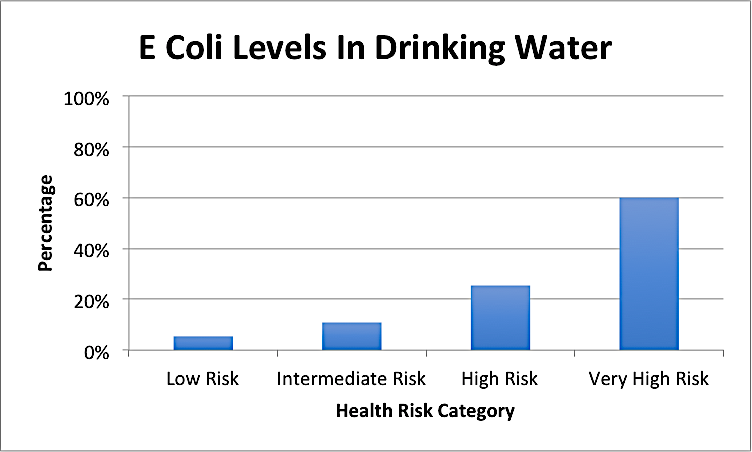 E Coli Levels In Drinking Water
100%
80%
60%
40%
20%
0%
Percentage
Low Risk
Intermediate Risk
High Risk
Very High Risk
Health Risk Category